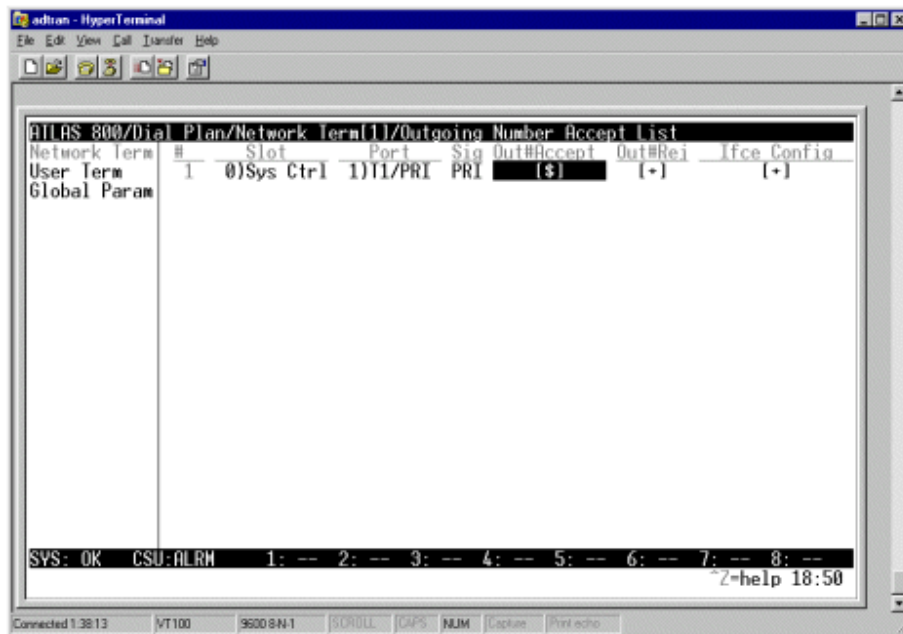 adtran - HyperTerminal
File Edit View Call Transfer Help
ATLAS 800/Dial Plan/Network Term[1]/Outgoing Number Accept List
Network Term # Slot Port Sig Out#Accept Out#Rej Ifce Config
User Term 1 0)Sys Ctrl 1)T1/PRI PRI [$] [+] [+]
Global Param
SYS: OK CSU:ALRM 1: -- 2: -- 3: -- 4: -- 5: -- 6: -- 7: -- 8: --
^Z=help 18:50
Connected 1:38:13 VT100 9600 8-N-1 SCROLL CAPS NUM Capture Print echo